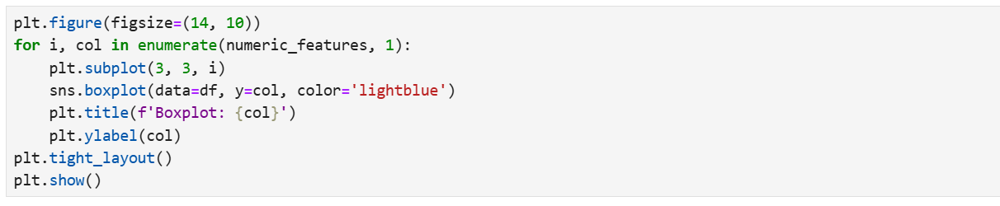 plt.figure(figsize=(14, 10))
for i, col in enumerate(numeric_features, 1):
    plt.subplot(3, 3, i)
    sns.boxplot(data=df, y=col, color='lightblue')
    plt.title(f'Boxplot: {col}')
    plt.ylabel(col)
plt.tight_layout()
plt.show()